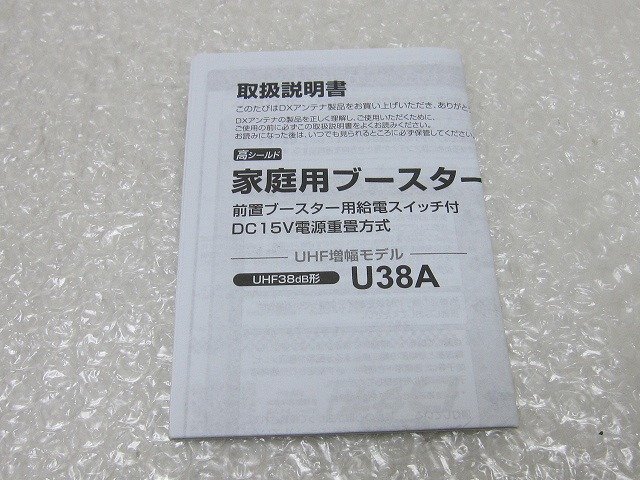 取扱説明書
このたびはDXアンテナ製品をお買い上げいただき、ありがと
DXアンテナの製品を正しく理解し、ご使用いただくために、
ご使用の前に必ずこの取扱説明書をよくお読みください。
お読みになった後は、いつでも見られるところに必ず保管してください。
高シールド
家庭用ブースター
前置ブースター用給電スイッチ付
DC15V電源重畳方式
UHF増幅モデル
UHF38dB形 U38A